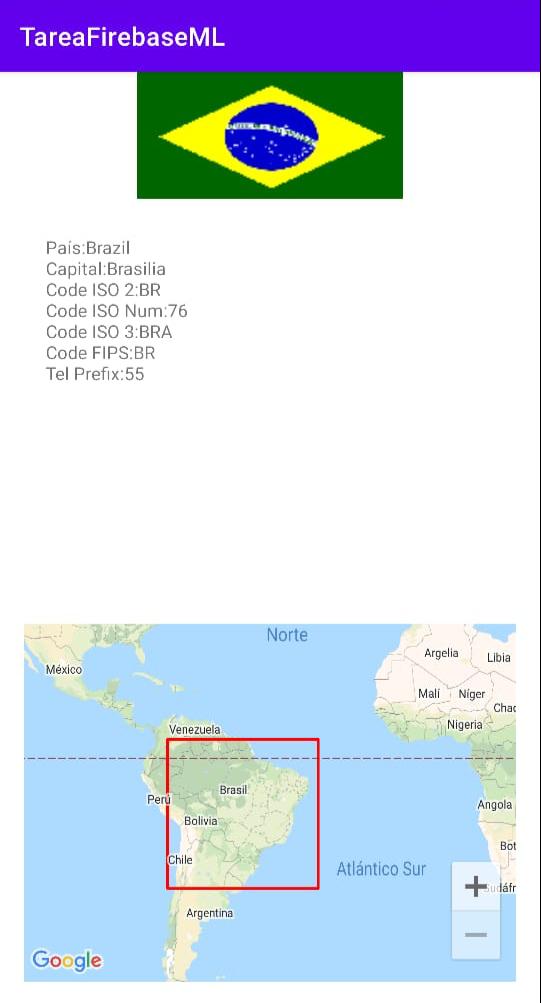 TareaFirebaseML
País:Brazil
Capital:Brasilia
Code ISO 2:BR
Code ISO Num:76
Code ISO 3:BRA
Code FIPS:BR
Tel Prefix:55
Norte
México
Argelia
Libia
Malí
Níger
Chad
Nigeria
Venezuela
Perú
Brasil
Bolivia
Angola
Bot
Chile
Atlántico Sur
+
udáfr
Argentina
−
Google